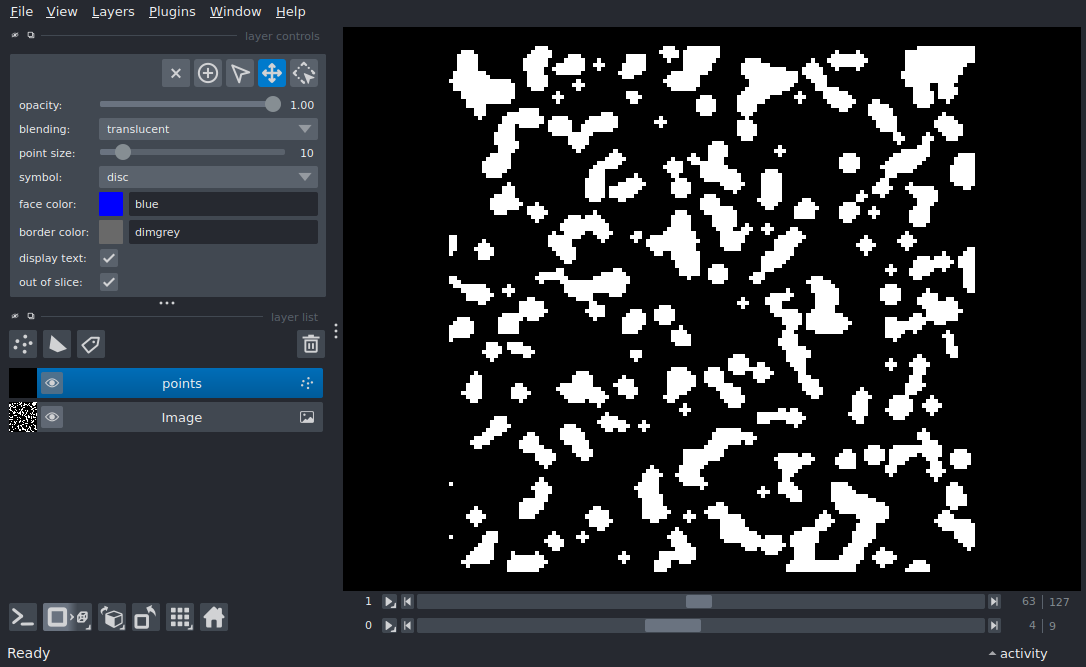 File View Layers Plugins Window Help
layer controls
opacity: 1.00
blending: translucent
point size: 10
symbol: disc
face color: blue
border color: dimgrey
display text:
out of slice:
layer list
points
Image
1 63 127
0 4 9
Ready activity